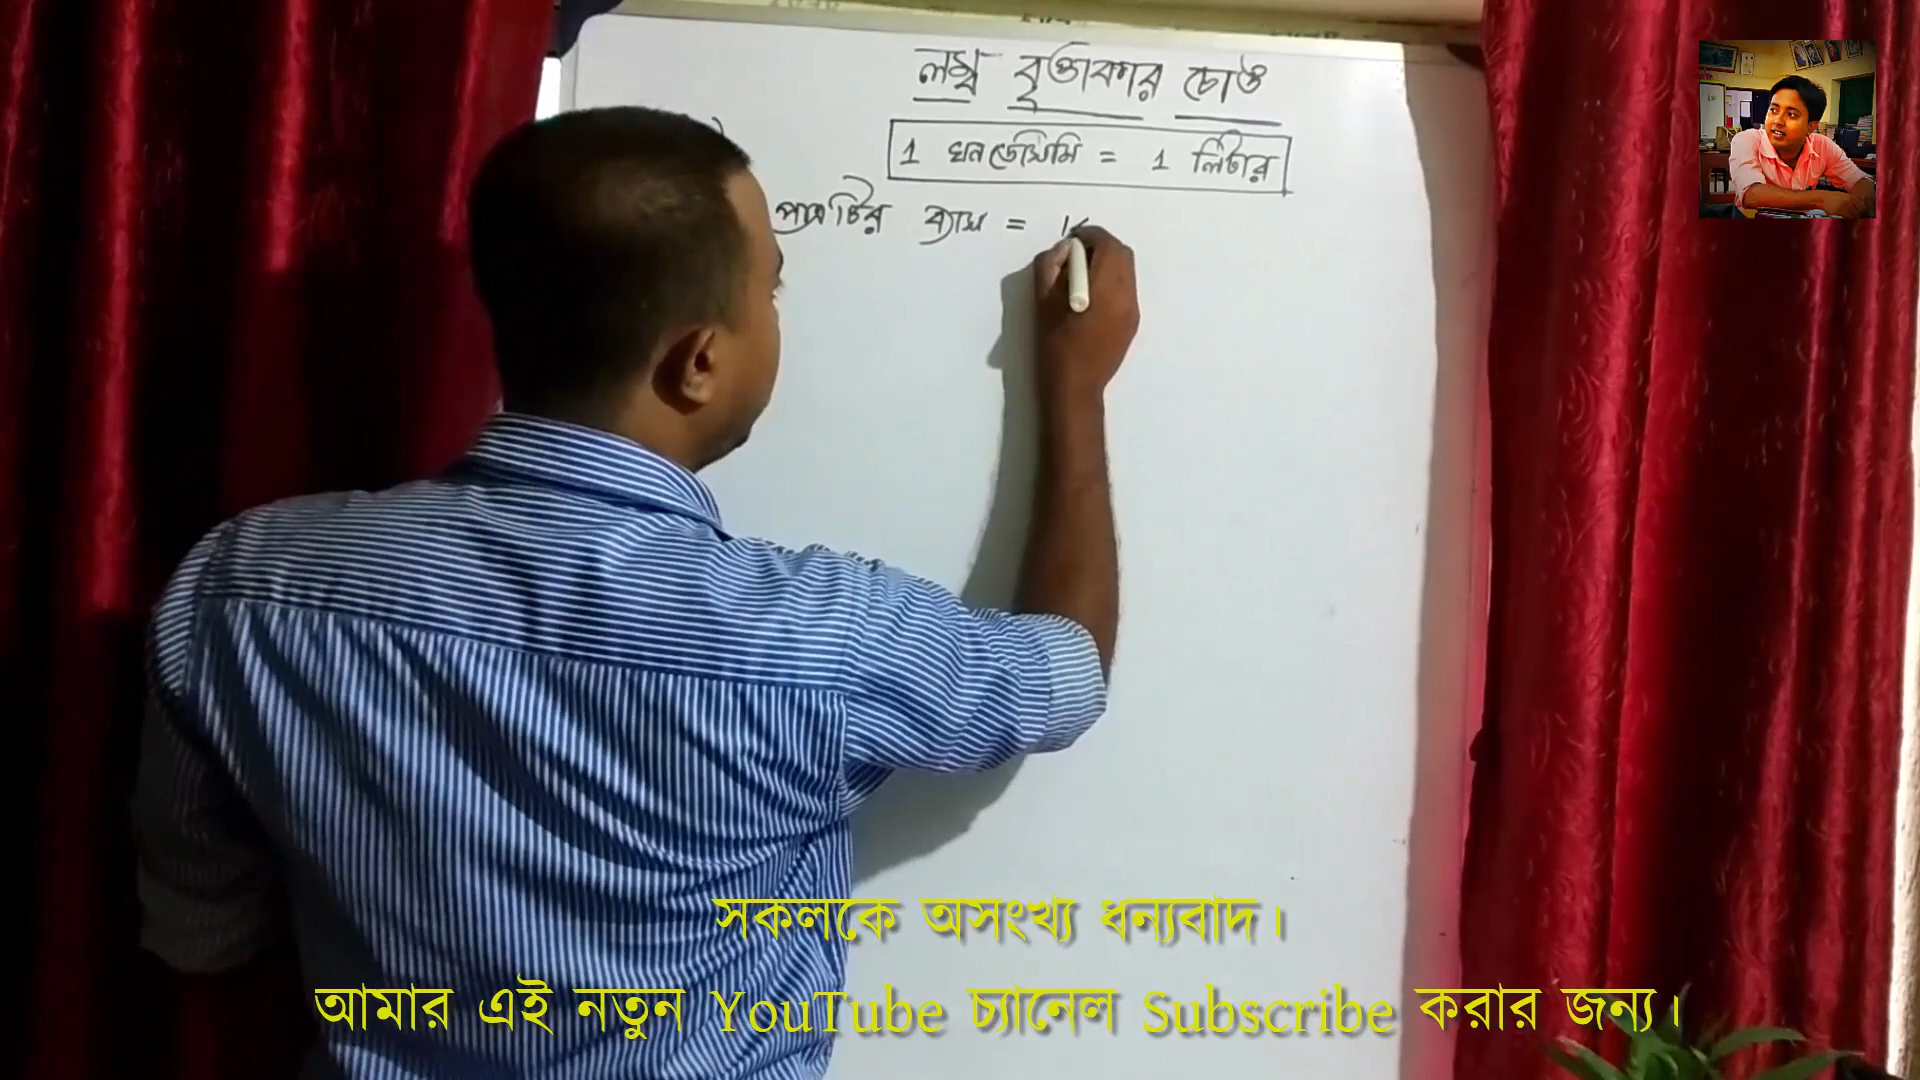 লম্ব বৃত্তাকার চোঙ
1 ঘনডেসিমি = 1 লিটার
পাত্রটির ব্যাস =
সকলকে অসংখ্য ধন্যবাদ।
আমার এই নতুন YouTube চ্যানেল Subscribe করার জন্য।